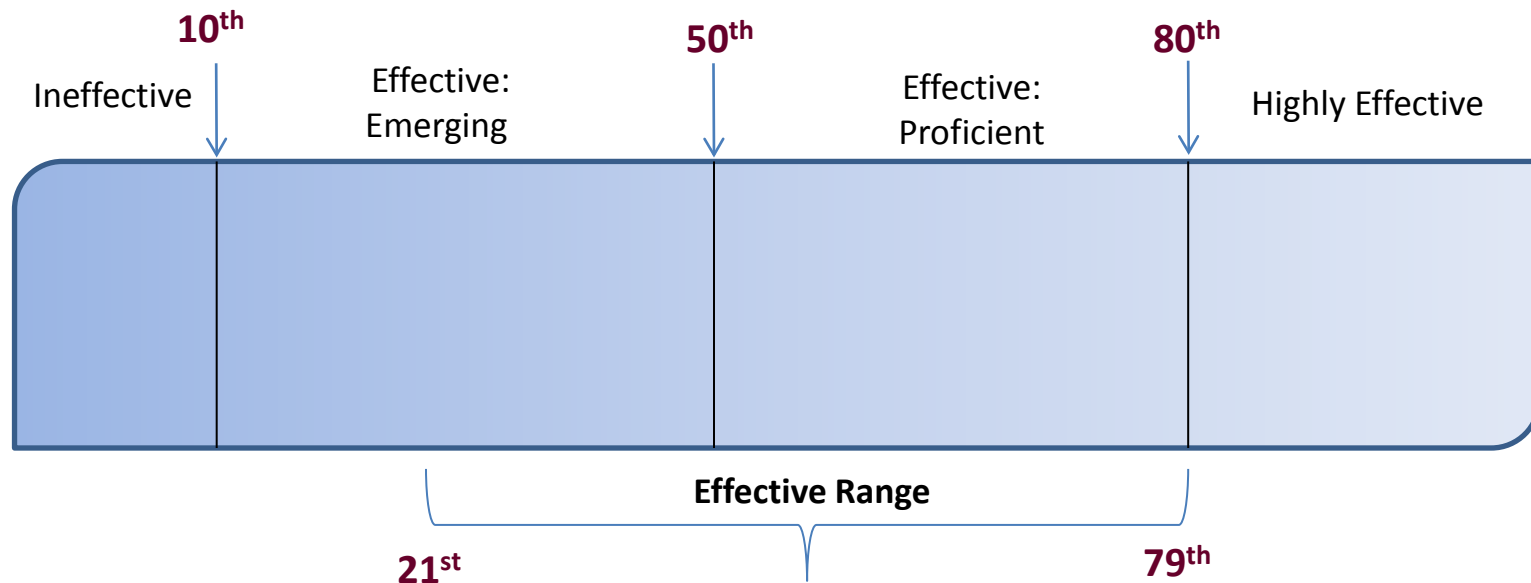 10th
50th
80th
Ineffective
Effective:
Emerging
Effective:
Proficient
Highly Effective
Effective Range
21st
79th